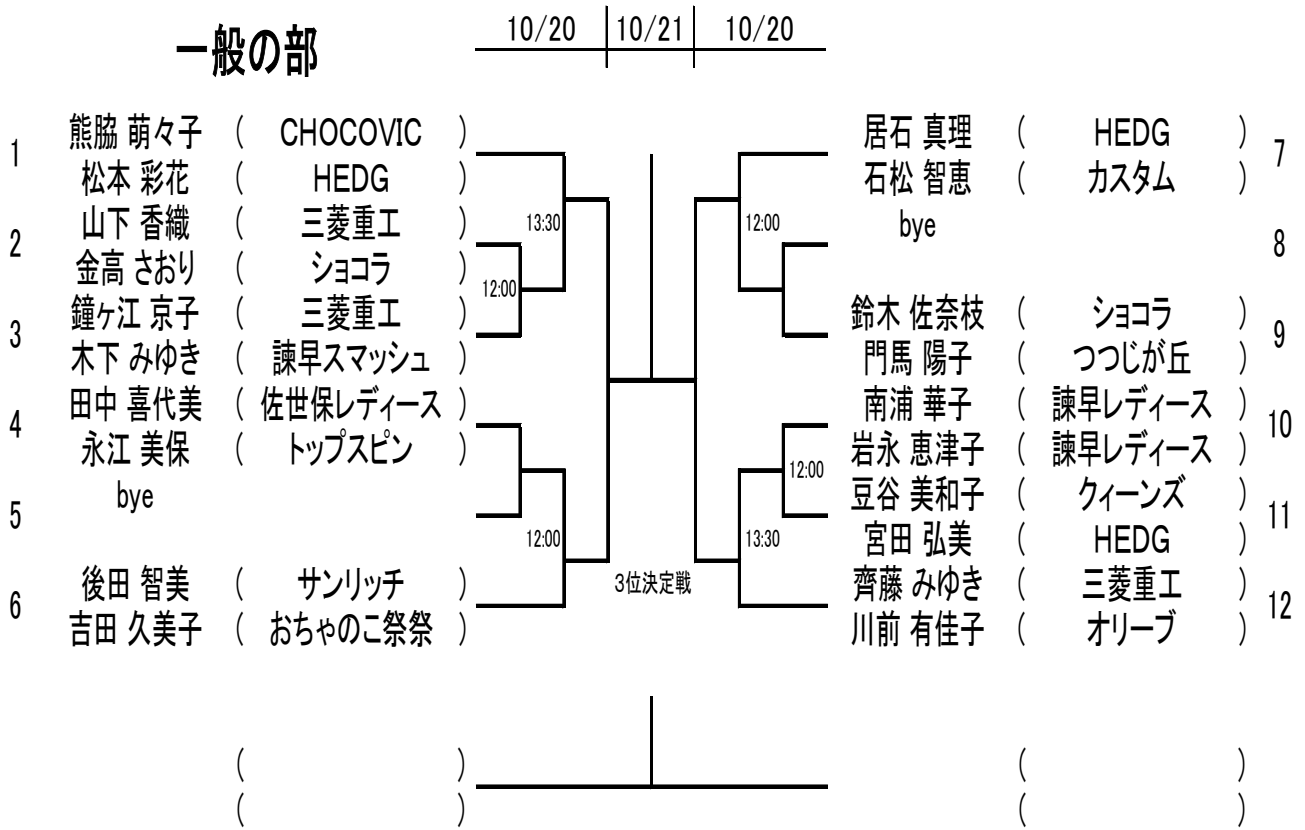 一般の部
10/20 10/21 10/20
1
熊脇 萌々子 ( CHOCOVIC )
松本 彩花 ( HEDG )
2
山下 香織 ( 三菱重工 )
金高 さおり ( ショコラ )
3
鐘ヶ江 京子 ( 三菱重工 )
木下 みゆき ( 諫早スマッシュ )
4
田中 喜代美 ( 佐世保レディース )
永江 美保 ( トップスピン )
5
bye
6
後田 智美 ( サンリッチ )
吉田 久美子 ( おちゃのこ祭祭 )
13:30
12:00
12:00
3位決定戦
12:00
12:00
13:30
居石 真理 ( HEDG )
石松 智恵 ( カスタム )
7
bye
8
鈴木 佐奈枝 ( ショコラ )
門馬 陽子 ( つつじが丘 )
9
南浦 華子 ( 諫早レディース )
岩永 恵津子 ( 諫早レディース )
10
豆谷 美和子 ( クィーンズ )
宮田 弘美 ( HEDG )
11
齊藤 みゆき ( 三菱重工 )
川前 有佳子 ( オリーブ )
12
( )
( )
( )
( )